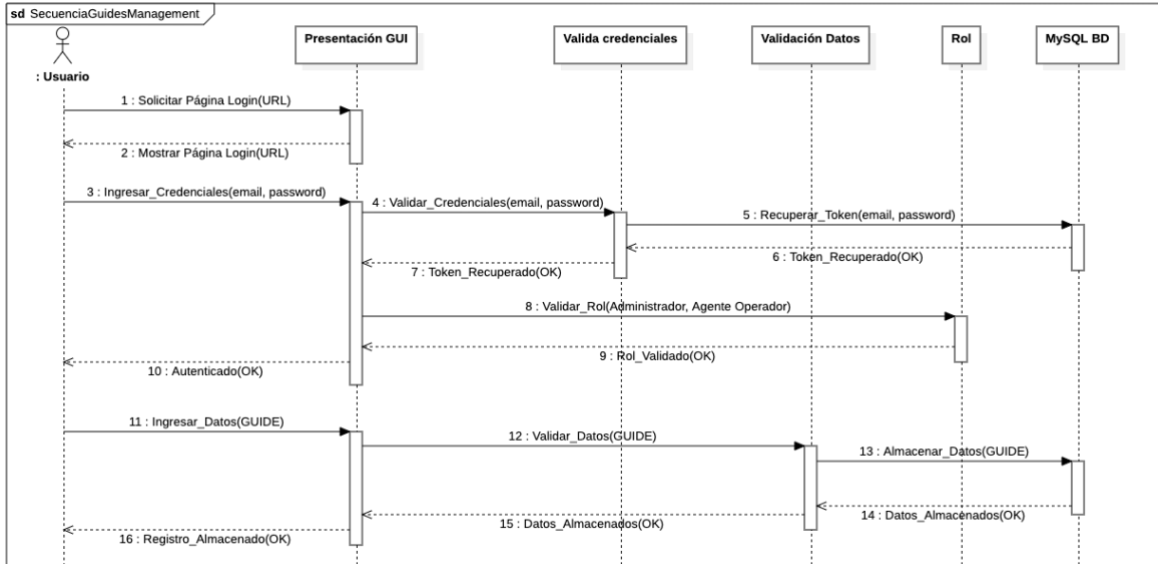 sd SecuenciaGuidesManagement
: Usuario
Presentación GUI
Valida credenciales
Validación Datos
Rol
MySQL BD
1 : Solicitar Página Login(URL)
2 : Mostrar Página Login(URL)
3 : Ingresar_Credenciales(email, password)
4 : Validar_Credenciales(email, password)
5 : Recuperar_Token(email, password)
6 : Token_Recuperado(OK)
7 : Token_Recuperado(OK)
8 : Validar_Rol(Administrador, Agente Operador)
9 : Rol_Validado(OK)
10 : Autenticado(OK)
11 : Ingresar_Datos(GUIDE)
12 : Validar_Datos(GUIDE)
13 : Almacenar_Datos(GUIDE)
14 : Datos_Almacenados(OK)
15 : Datos_Almacenados(OK)
16 : Registro_Almacenado(OK)